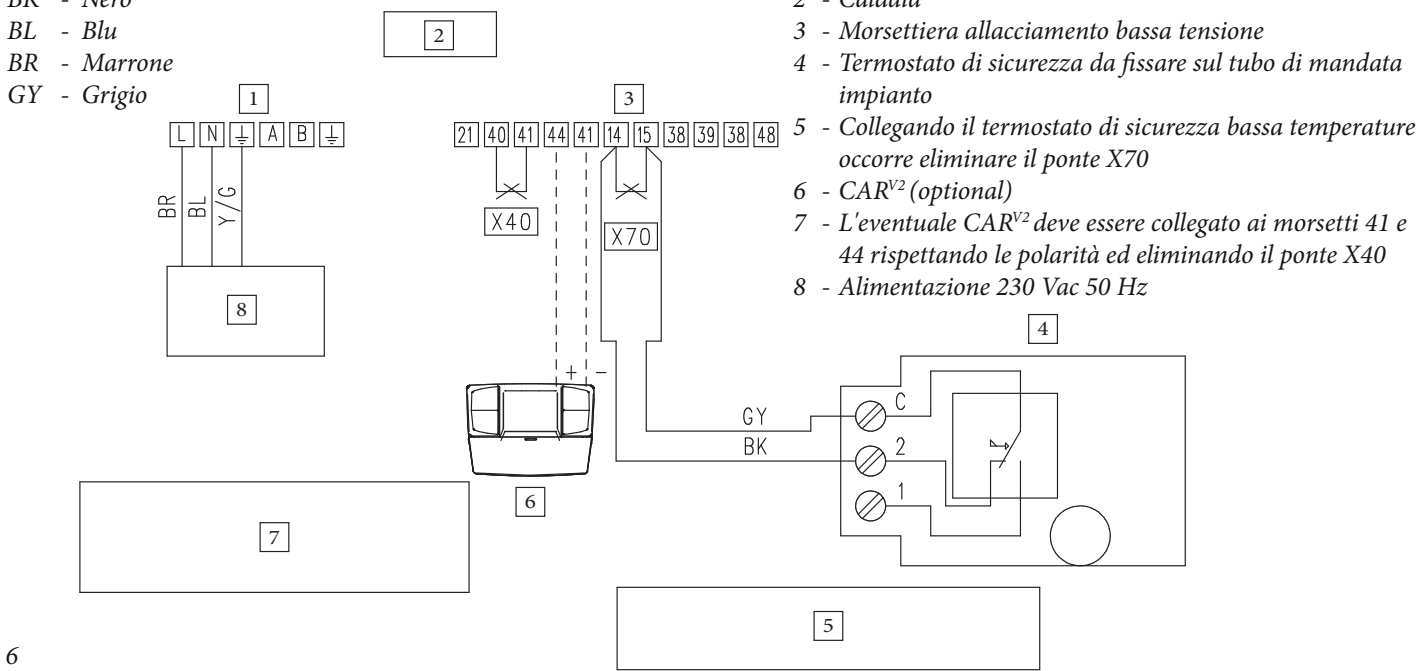 BK - Nero
BL - Blu
BR - Marrone
GY - Grigio
2 - Caldaia
3 - Morsettiera allacciamento bassa tensione
4 - Termostato di sicurezza da fissare sul tubo di mandata
impianto
5 - Collegando il termostato di sicurezza bassa temperature
occorre eliminare il ponte X70
6 - CARV2 (optional)
7 - L'eventuale CARV2 deve essere collegato ai morsetti 41 e
44 rispettando le polarità ed eliminando il ponte X40
8 - Alimentazione 230 Vac 50 Hz
2
1
3
L N A B
21 40 41 44 41 14 15 38 39 38 48
BR
BL
Y/G
X40
X70
8
4
+ -
C
GY
2
BK
1
6
7
5
6